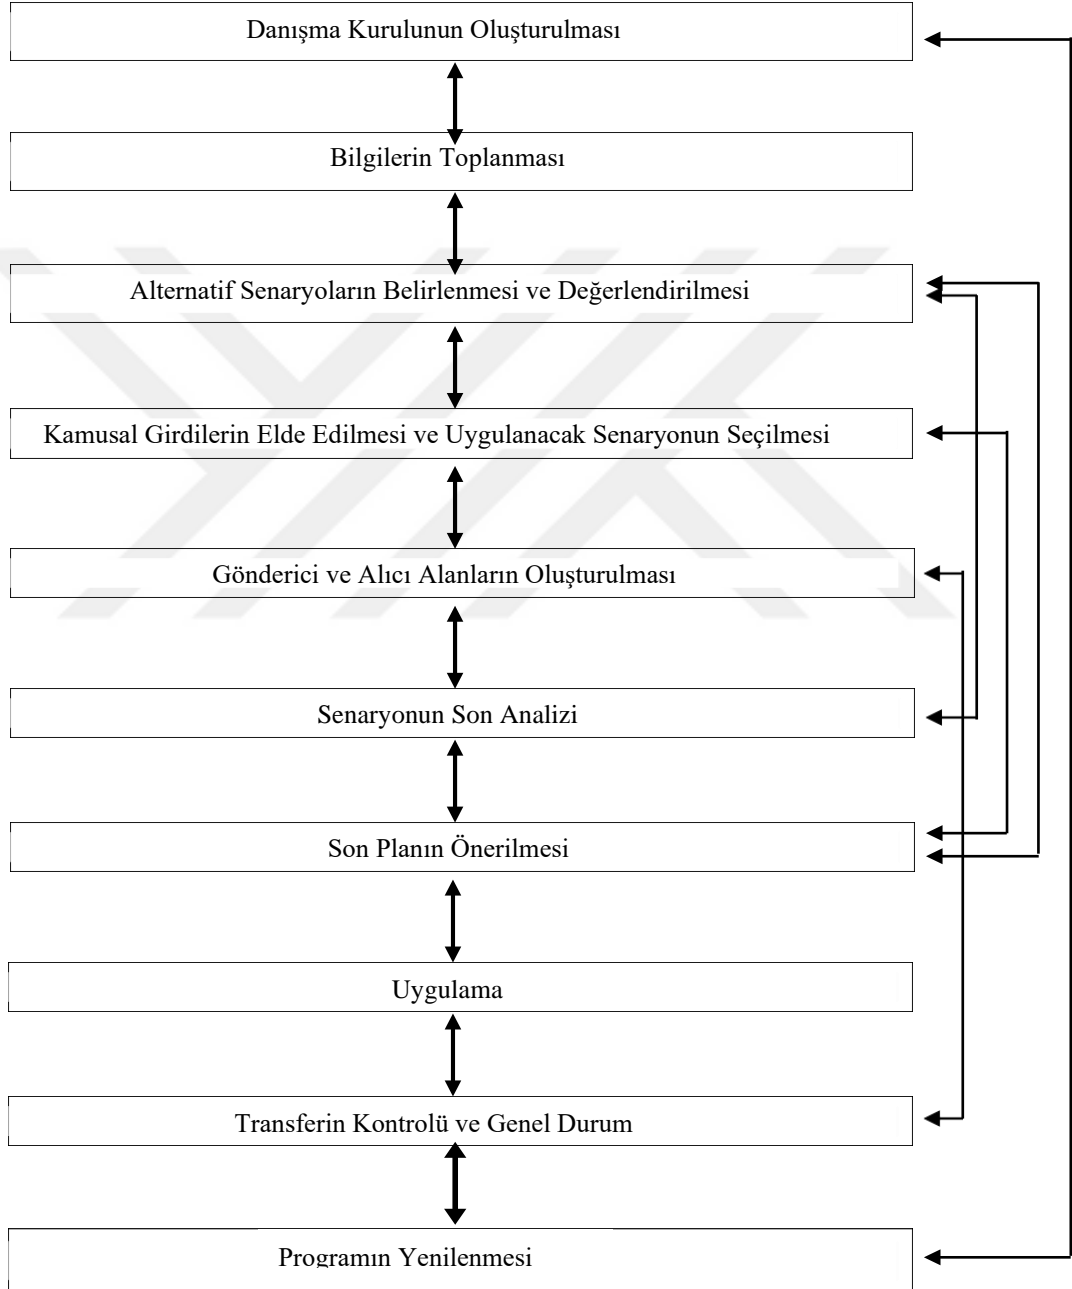 Danışma Kurulunun Oluşturulması
Bilgilerin Toplanması
Alternatif Senaryoların Belirlenmesi ve Değerlendirilmesi
Kamusal Girdilerin Elde Edilmesi ve Uygulanacak Senaryonun Seçilmesi
Gönderici ve Alıcı Alanların Oluşturulması
Senaryonun Son Analizi
Son Planın Önerilmesi
Uygulama
Transferin Kontrolü ve Genel Durum
Programın Yenilenmesi